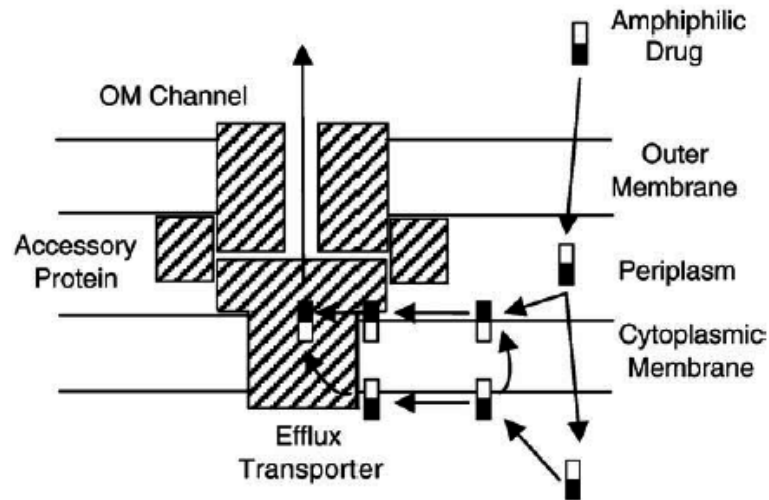 Amphiphilic
Drug
OM Channel
Outer
Membrane
Accessory
Protein
Periplasm
Cytoplasmic
Membrane
Efflux
Transporter